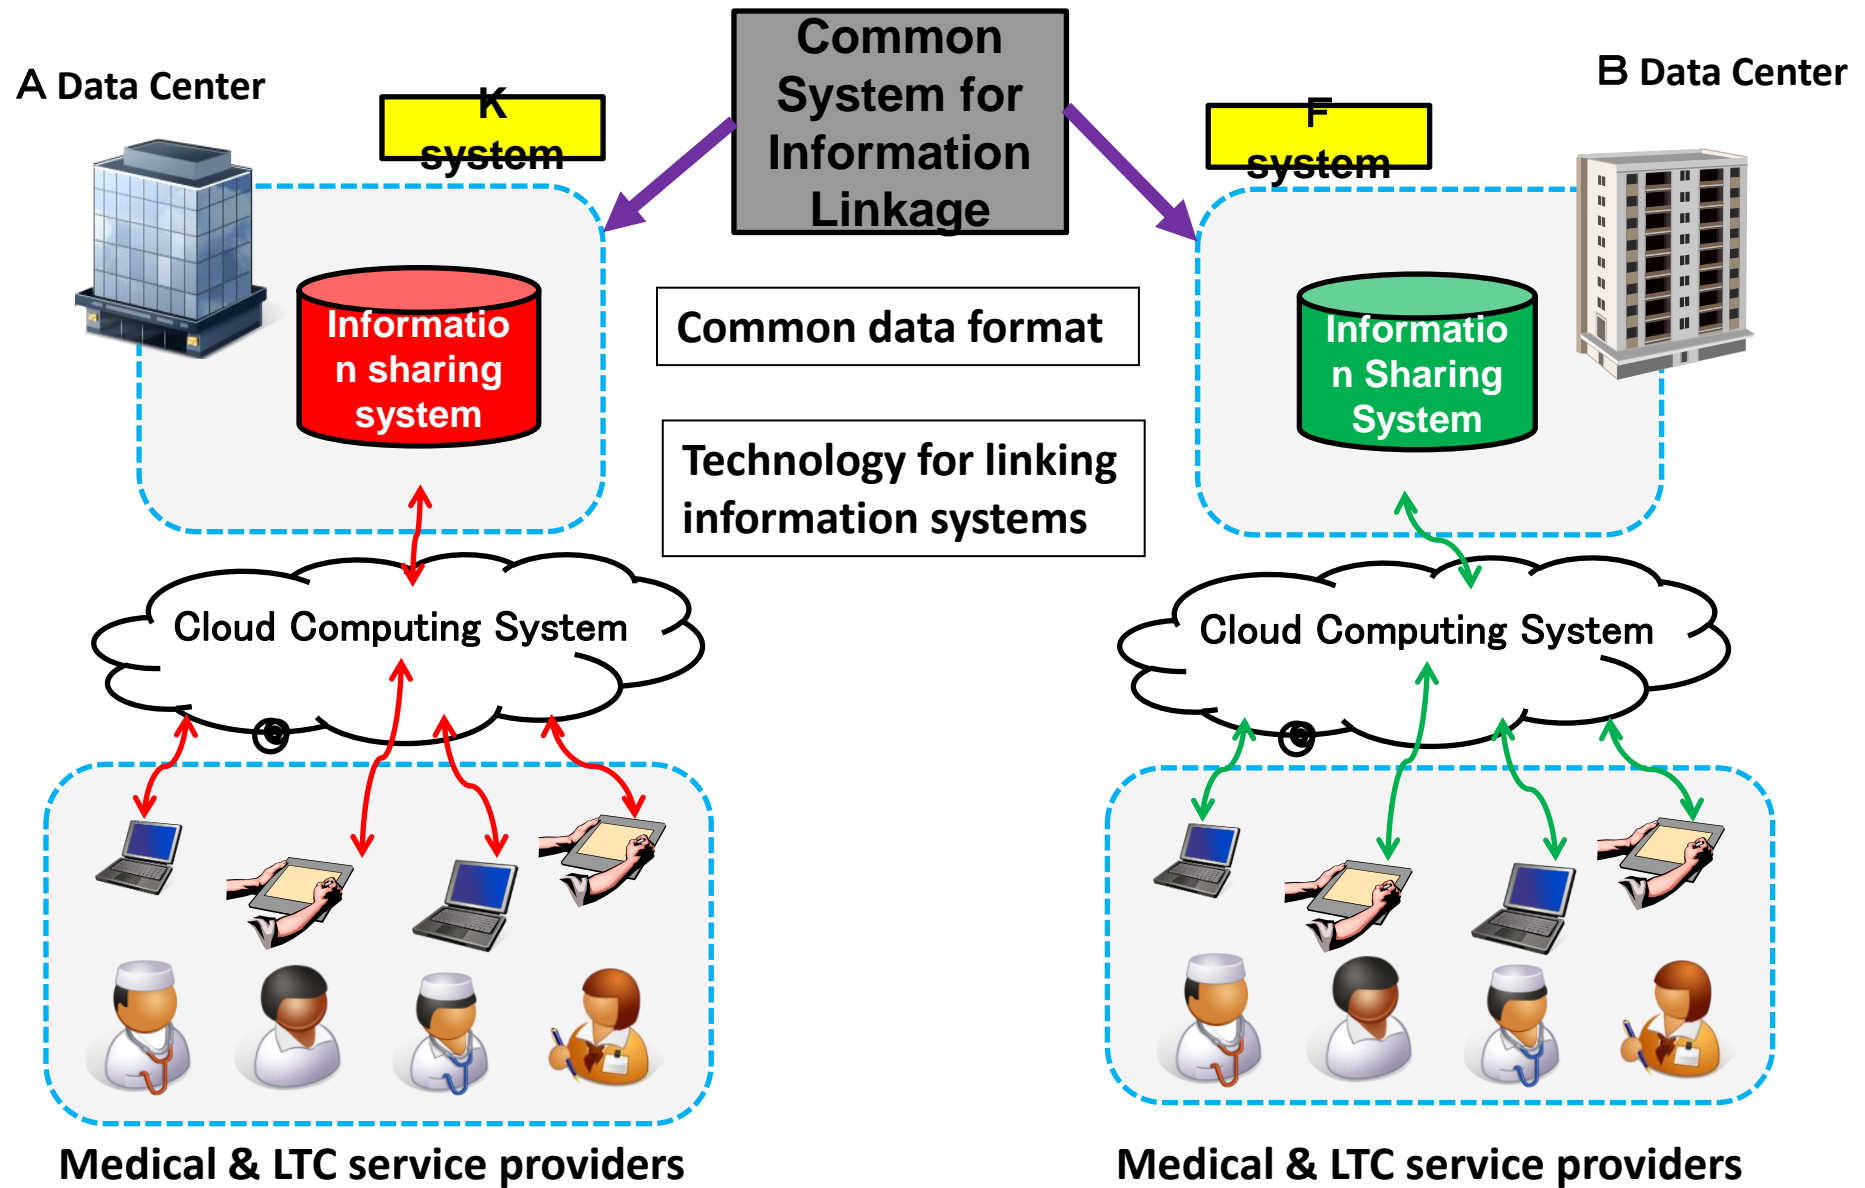 A Data Center
K
system
Common
System for
Information
Linkage
F
system
B Data Center
Informatio
n sharing
system
Common data format
Technology for linking
information systems
Informatio
n Sharing
System
Cloud Computing System
Cloud Computing System
Medical & LTC service providers
Medical & LTC service providers